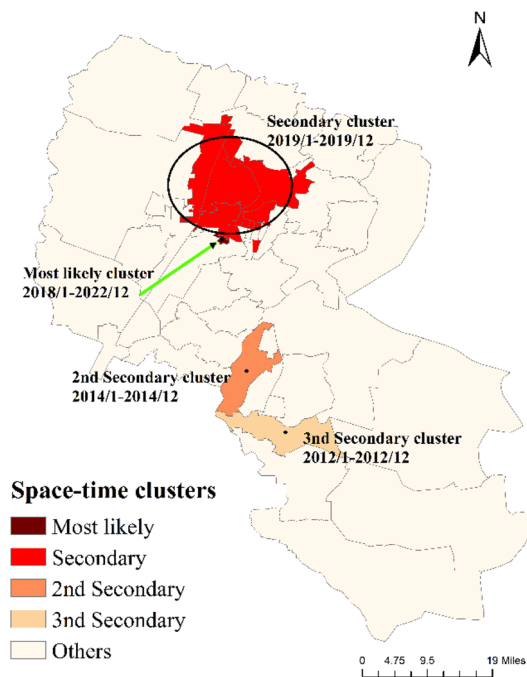 N
Secondary cluster
2019/1-2019/12
Most likely cluster
2018/1-2022/12
2nd Secondary cluster
2014/1-2014/12
3nd Secondary cluster
2012/1-2012/12
Space-time clusters
Most likely
Secondary
2nd Secondary
3nd Secondary
Others
0 4.75 9.5 19 Miles